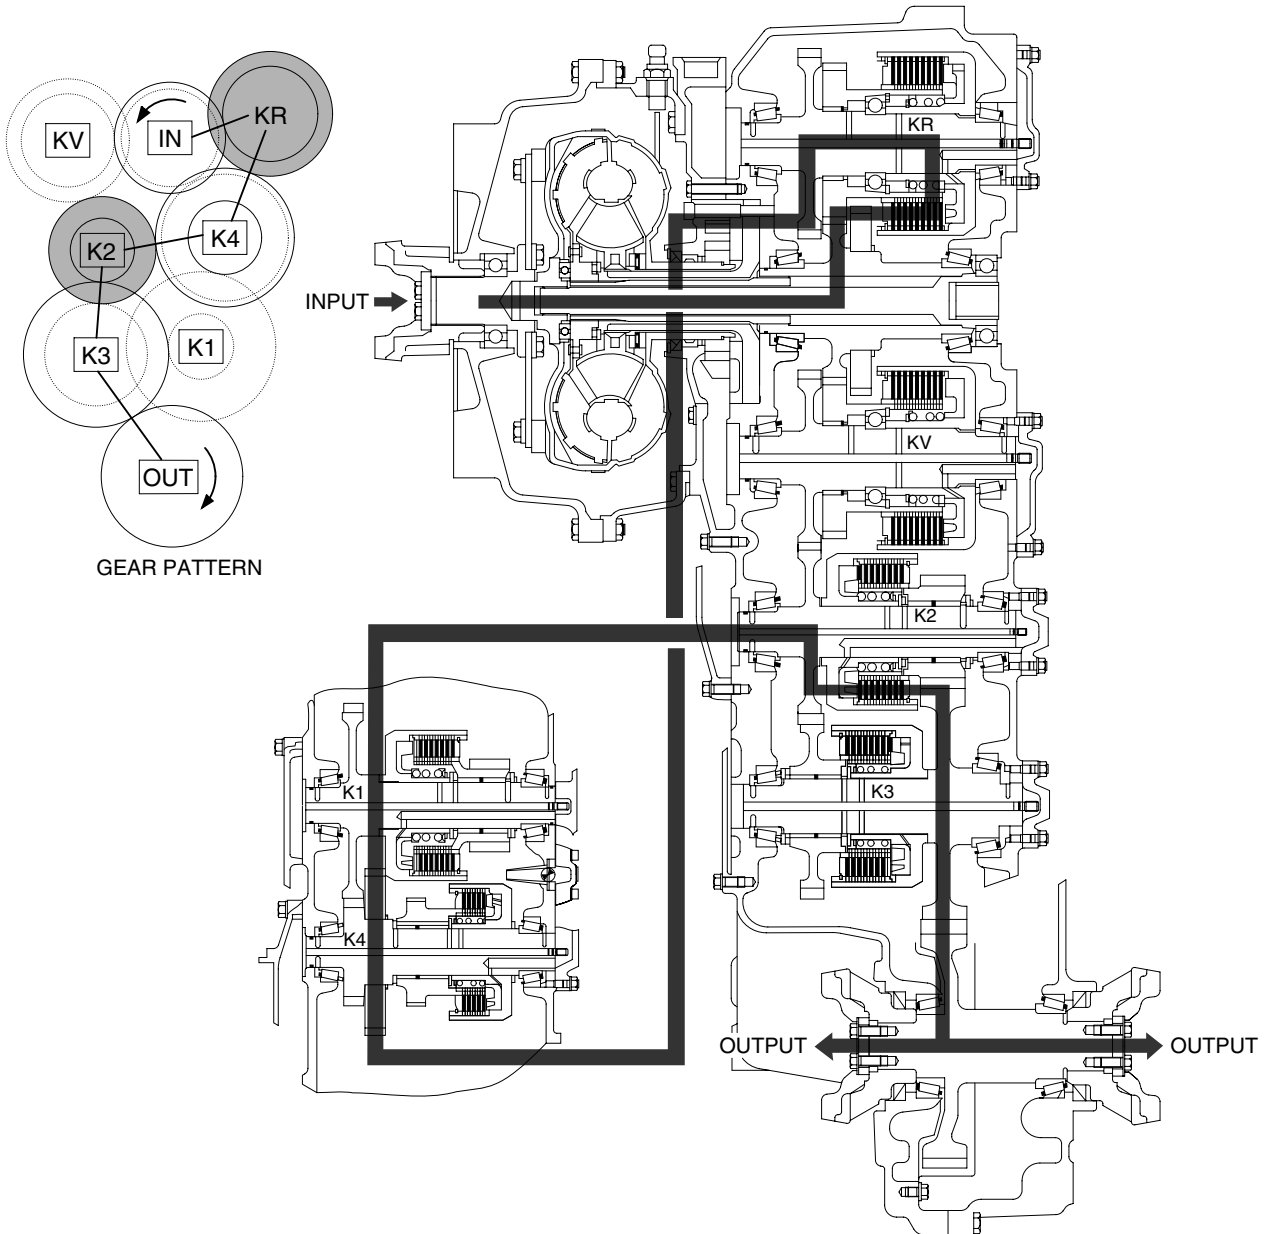 KV
IN
KR
K2
K4
K3
K1
OUT
GEAR PATTERN
INPUT
KR
KV
K2
K3
K1
K4
OUTPUT
OUTPUT